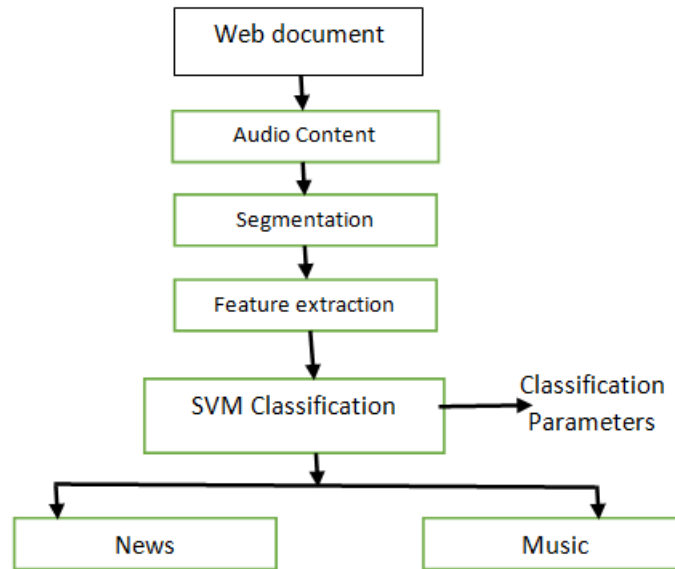 Web document
Audio Content
Segmentation
Feature extraction
SVM Classification
Classification
Parameters
News
Music